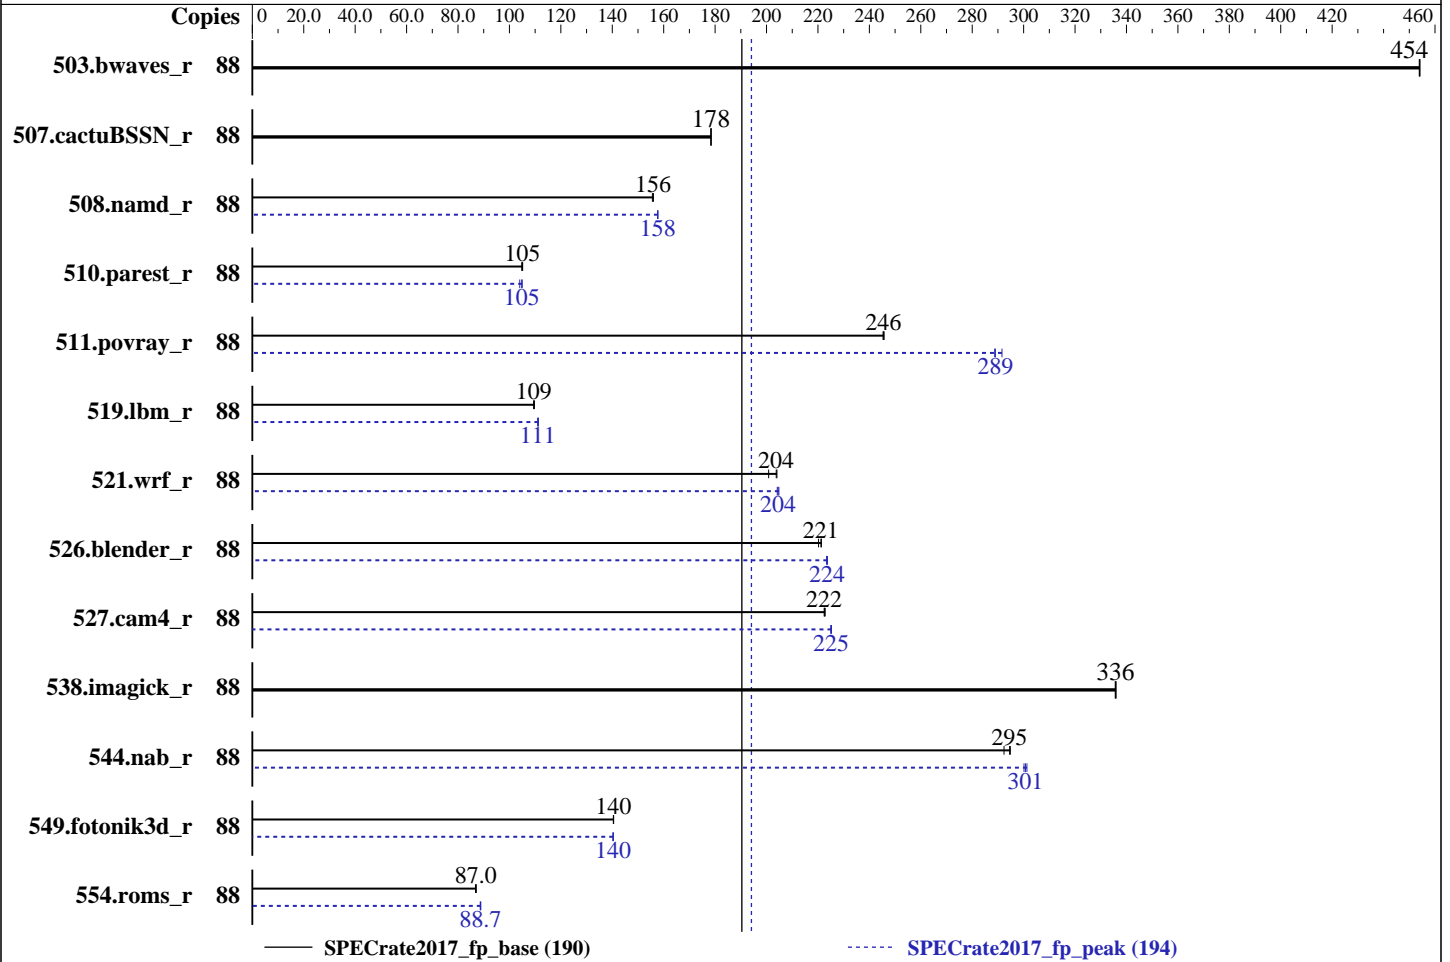 Copies 0 20.0 40.0 60.0 80.0 100 120 140 160 180 200 220 240 260 280 300 320 340 360 380 400 420 460
503.bwaves_r 88 454
507.cactuBSSN_r 88 178
508.namd_r 88 156
158
510.parest_r 88 105
105
511.povray_r 88 246
289
519.lbm_r 88 109
111
521.wrf_r 88 204
204
526.blender_r 88 221
224
527.cam4_r 88 222
225
538.imagick_r 88 336
544.nab_r 88 295
301
549.fotonik3d_r 88 140
140
554.roms_r 88 87.0
88.7
SPECrate2017_fp_base (190) SPECrate2017_fp_peak (194)